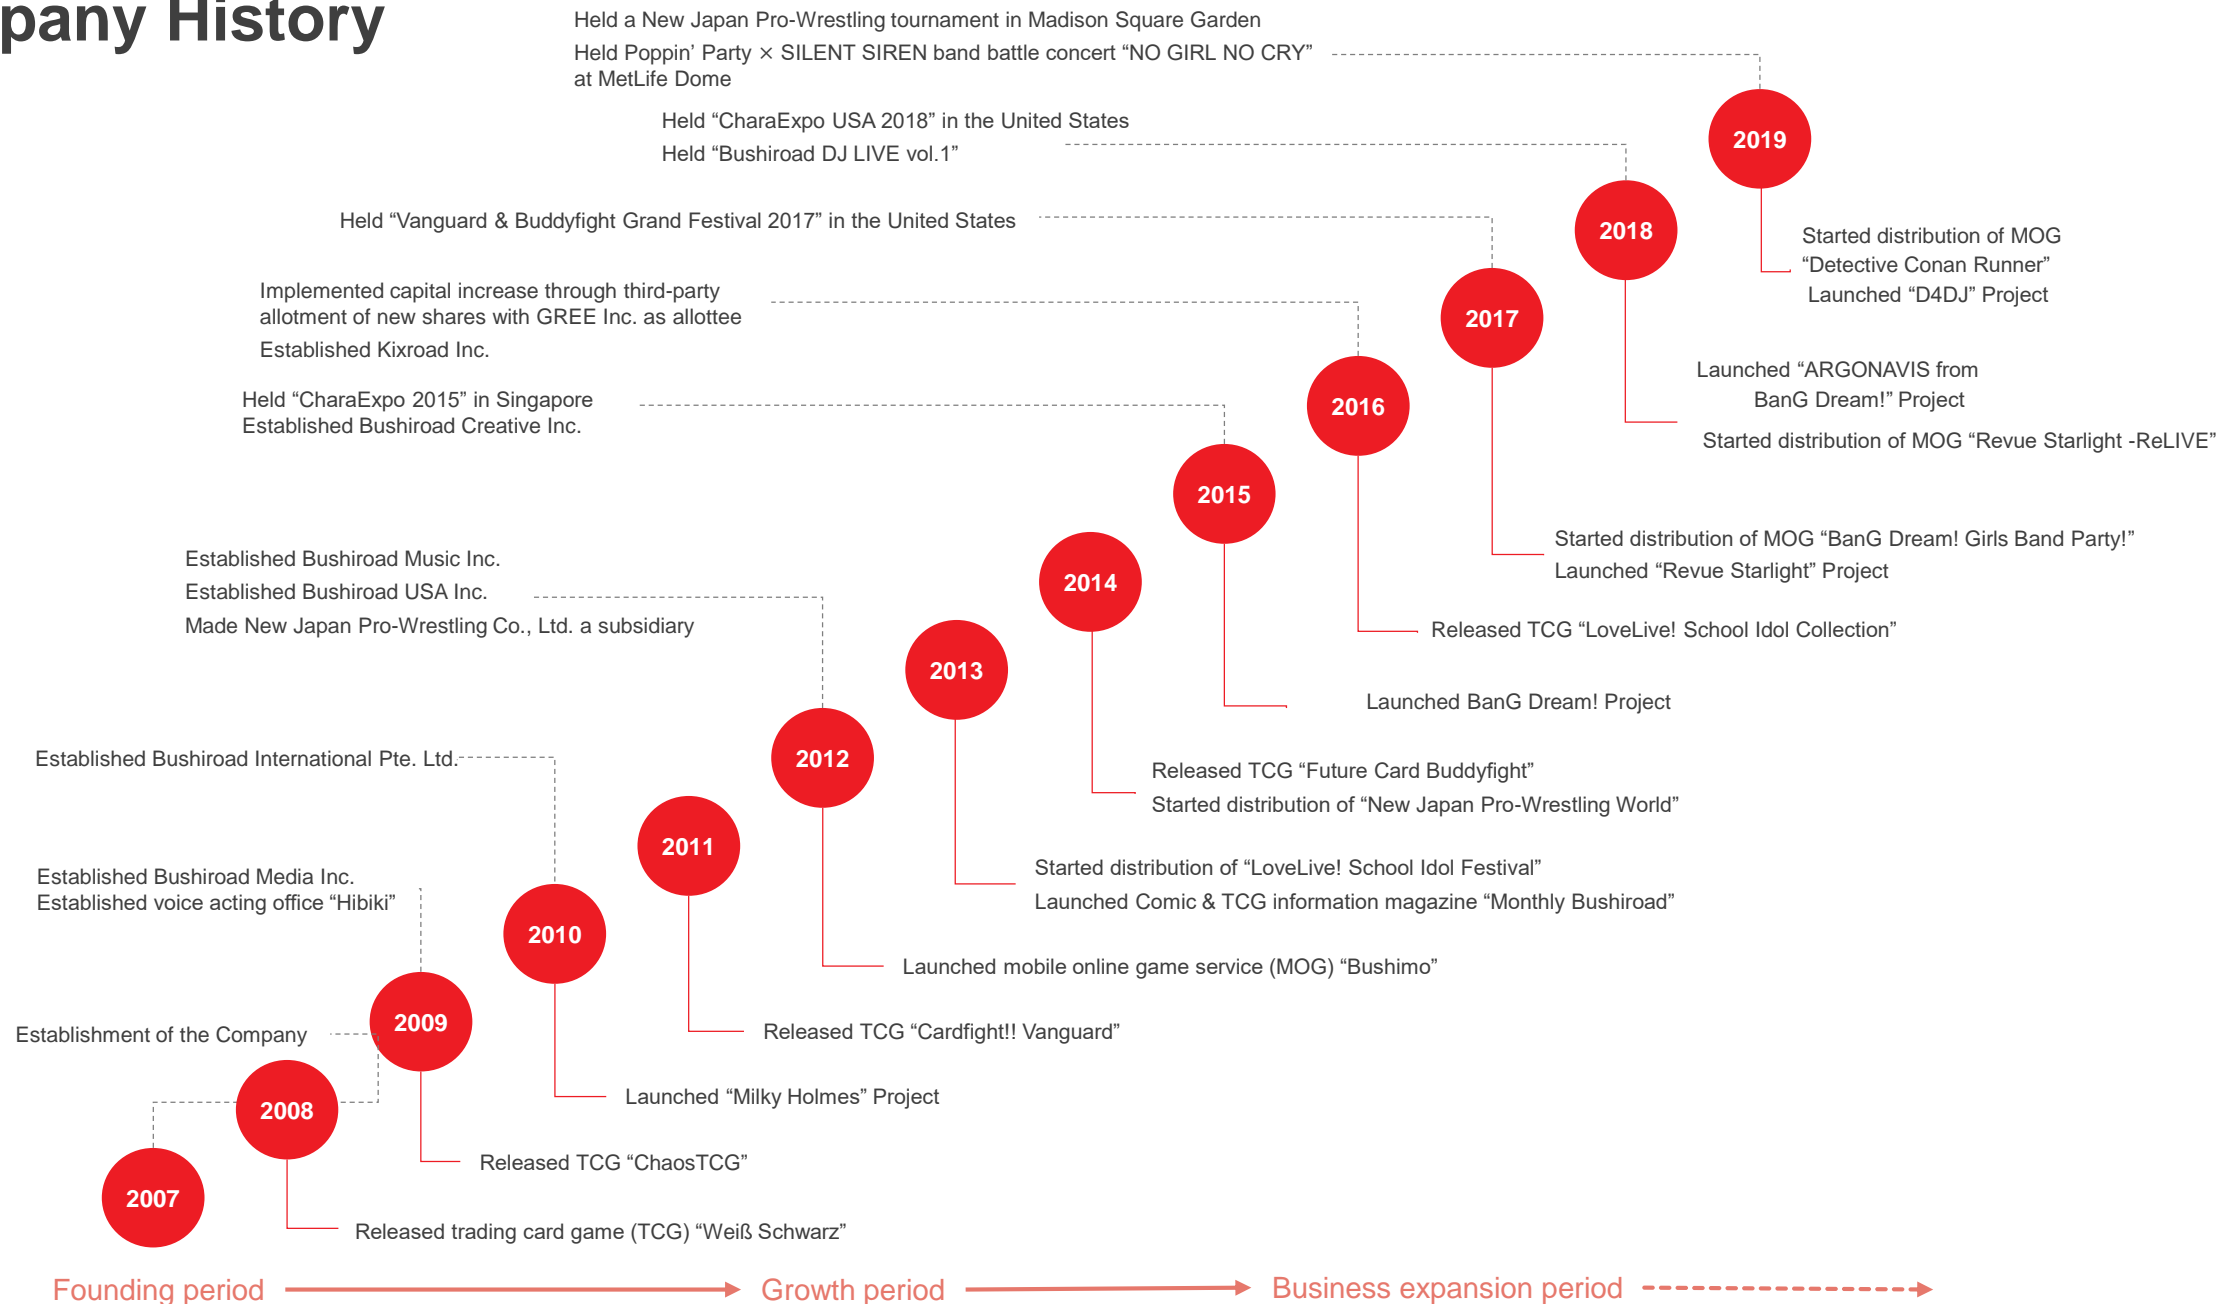 pany History
Held a New Japan Pro-Wrestling tournament in Madison Square Garden
Held Poppin’ Party × SILENT SIREN band battle concert “NO GIRL NO CRY”
at MetLife Dome
Held “CharaExpo USA 2018” in the United States
Held “Bushiroad DJ LIVE vol.1”
2019
Held “Vanguard & Buddyfight Grand Festival 2017” in the United States
2018
Started distribution of MOG
“Detective Conan Runner”
Launched “D4DJ” Project
Implemented capital increase through third-party
allotment of new shares with GREE Inc. as allottee
Established Kixroad Inc.
2017
Launched “ARGONAVIS from
BanG Dream!” Project
Started distribution of MOG “Revue Starlight -ReLIVE”
Held “CharaExpo 2015” in Singapore
Established Bushiroad Creative Inc.
2016
2015
Started distribution of MOG “BanG Dream! Girls Band Party!”
Launched “Revue Starlight” Project
Established Bushiroad Music Inc.
Established Bushiroad USA Inc.
Made New Japan Pro-Wrestling Co., Ltd. a subsidiary
2014
Released TCG “LoveLive! School Idol Collection”
2013
Launched BanG Dream! Project
Established Bushiroad International Pte. Ltd.
2012
Released TCG “Future Card Buddyfight”
Started distribution of “New Japan Pro-Wrestling World”
2011
Started distribution of “LoveLive! School Idol Festival”
Launched Comic & TCG information magazine “Monthly Bushiroad”
Established Bushiroad Media Inc.
Established voice acting office “Hibiki”
2010
Launched mobile online game service (MOG) “Bushimo”
2009
Released TCG “Cardfight!! Vanguard”
Establishment of the Company
2008
Launched “Milky Holmes” Project
Released TCG “ChaosTCG”
2007
Released trading card game (TCG) “Weiß Schwarz”
Founding period
Growth period
Business expansion period